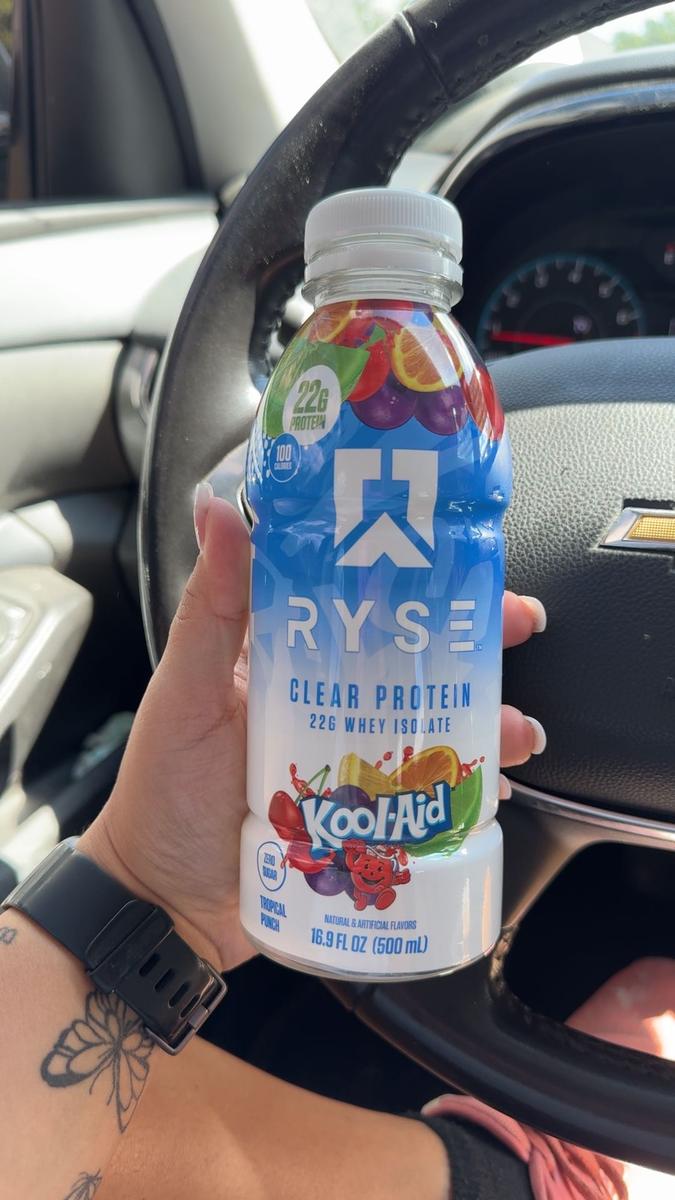 22G
PROTEIN
100
CALORIES
RYSE
CLEAR PROTEIN
22G WHEY ISOLATE
Kool-Aid
ZERO
SUGAR
TROPICAL
PUNCH
NATURAL & ARTIFICIAL FLAVORS
16.9 FL OZ (500 mL)